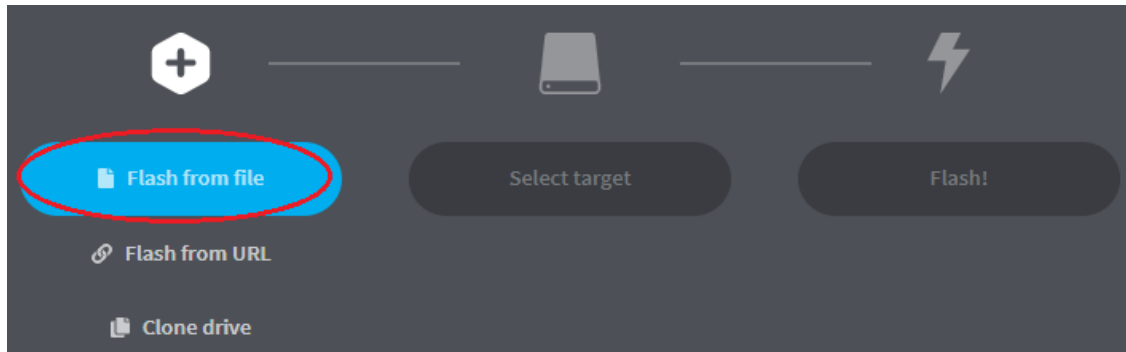 Flash from file
Select target
Flash!
Flash from URL
Clone drive